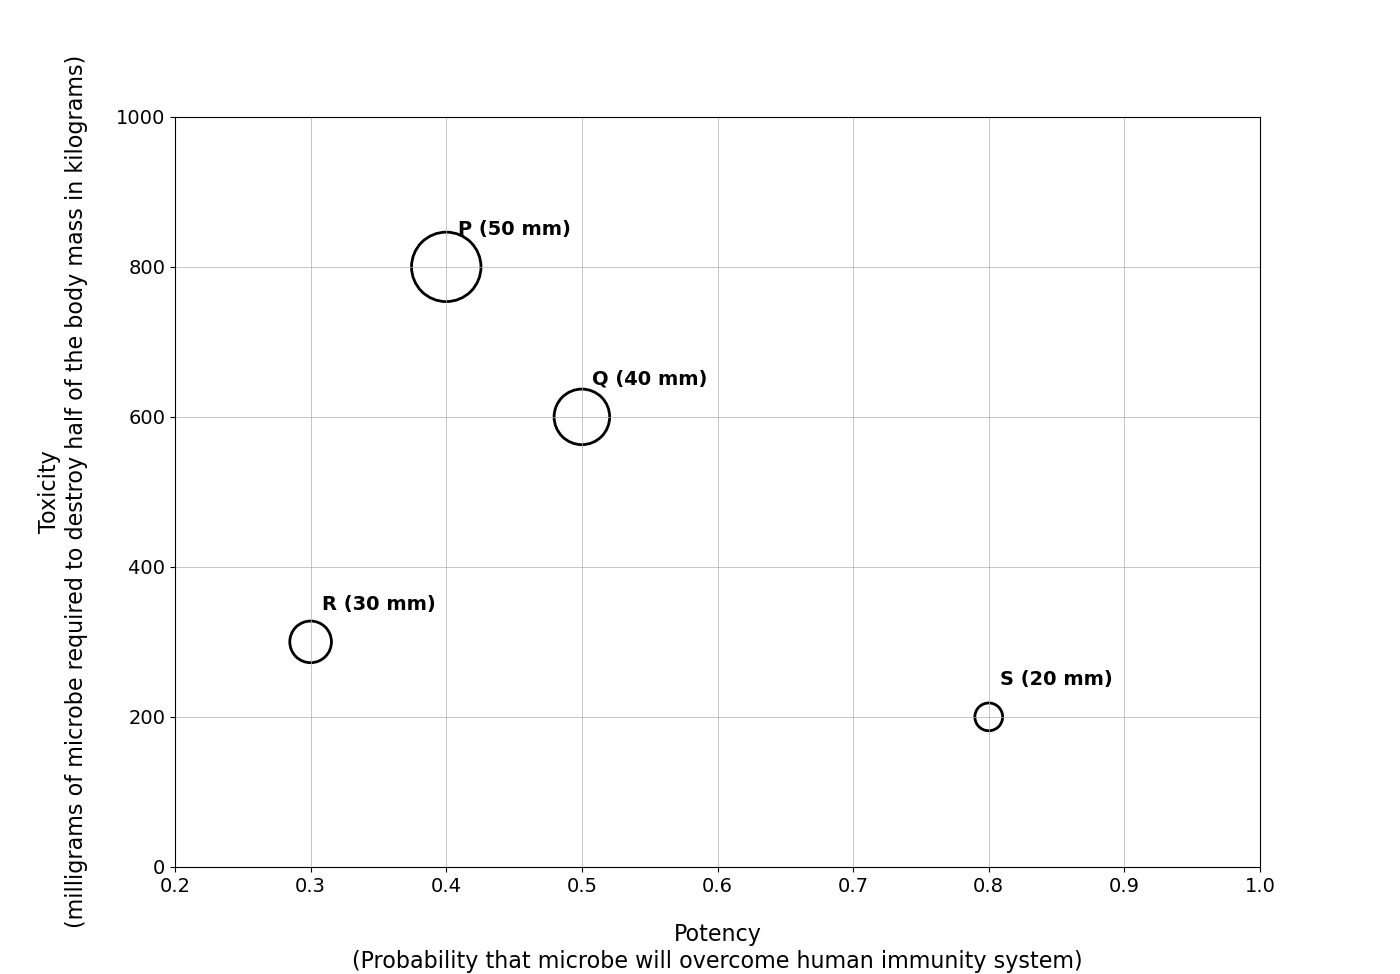 Toxicity
(milligrams of microbe required to destroy half of the body mass in kilograms)
1000
800
600
400
200
0
P (50 mm)
Q (40 mm)
R (30 mm)
S (20 mm)
0.2 0.3 0.4 0.5 0.6 0.7 0.8 0.9 1.0
Potency
(Probability that microbe will overcome human immunity system)